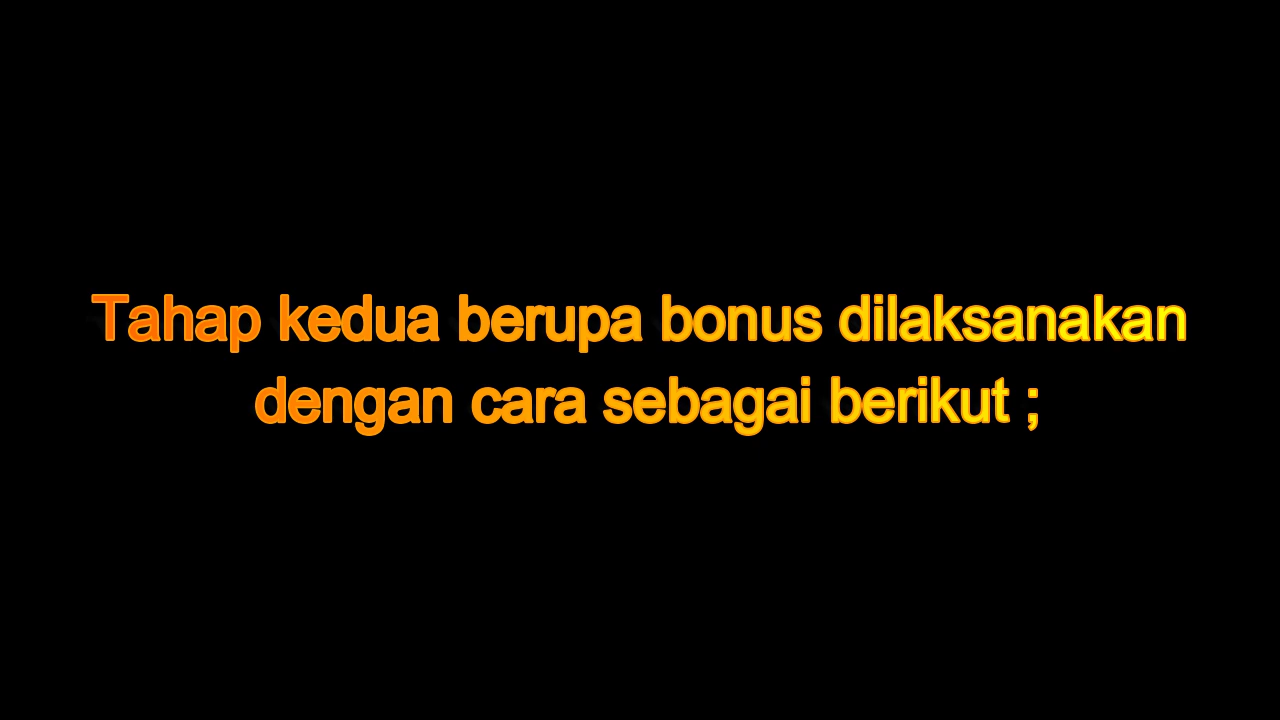 Tahap kedua berupa bonus dilaksanakan
dengan cara sebagai berikut ;